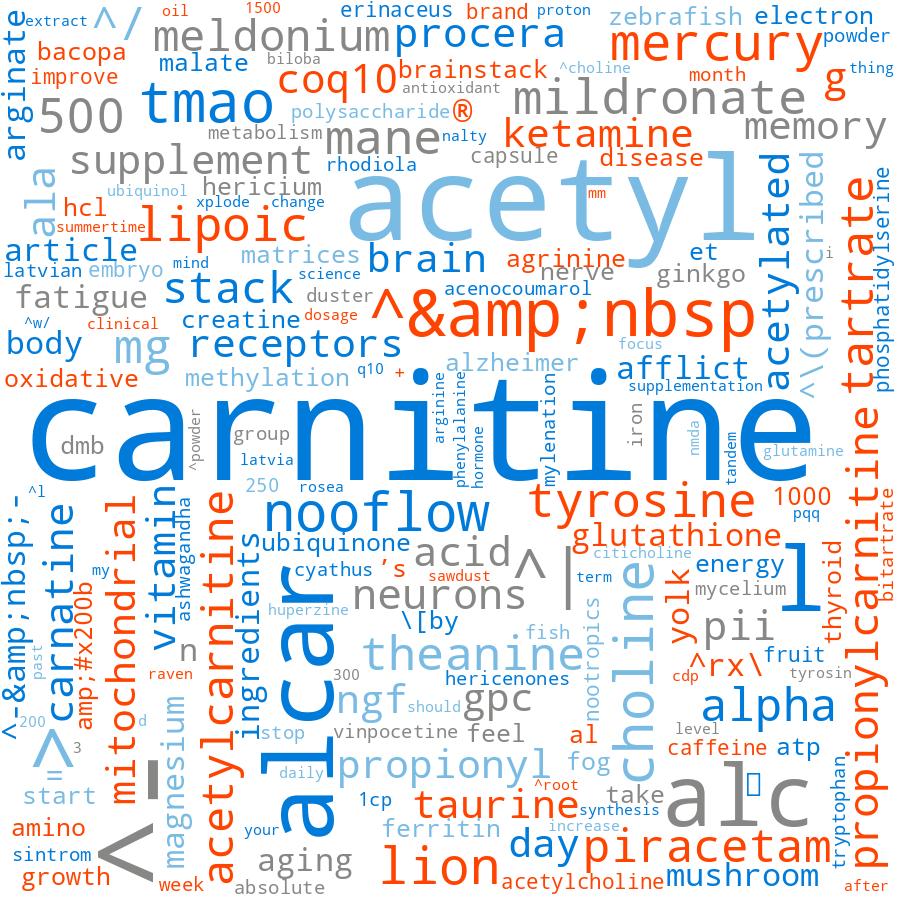 extract
^/
oil
1500
erinaceus
brand
proton
zebrafish
electron
arginate
bacopa
meldonium
procera
mercury
powder
malate
biloba
improve
coq10
brainstack
^choline
month
g
thing
500
tmao
antioxidant
polysaccharide
®
mildronate
metabolism
mane
nalty
ketamine
memory
supplement
rhodiola
capsule
disease
ala
ubiquinol
hericium
acetyl
mm
acetylated
^\(prescribed
tartrate
phosphatidylserine
hcl
xplode
change
summertime
lipoic
article
matrices
brain
agrinine
et
i
latvian
embryo
mind
science
nerve
ginkgo
fatigue
stack
duster
acenocoumarol
^w/
clinical
creatine
dosage
^&amp;nbsp
body
mg
receptors
focus
alzheimer
afflict
oxidative
methylation
q10
+
supplementation
carnitine
dmb
^powder
group
arginine
phenylalanine
hormone
mylenation
iron
nmda
tandem
glutamine
latvia
^l
250
rosea
tyrosine
1000
^-&amp;nbsp;-
carnatine
mitochondrial
vitamin
ashwagandha
acetylcarnitine
nooflow
pqq
propionylcarnitine
bitartrate
ubiquinone
acid
^|
glutathione
ingredients
cyathus
’s
sawdust
citicholine
term
energy
l
thyroid
my
amp;#x200b
huperzine
alcar
neurons
choline
yolk
mycelium
\[by
pii
past
n
raven
300
theanine
fish
nootropics
^rx\
fruit
tyrosin
hericenones
cdp
200
d
magnesium
ngf
should
gpc
alpha
>
3
=
stop
vinpocetine
feel
al
level
caffeine
atp
start
daily
propionyl
fog
^root
take
alc
tryptophan
1cp
taurine
synthesis
amino
<_
your
ferritin
increase
sintrom
aging
lion
day
piracetam
growth
week
absolute
acetylcholine
mushroom
after